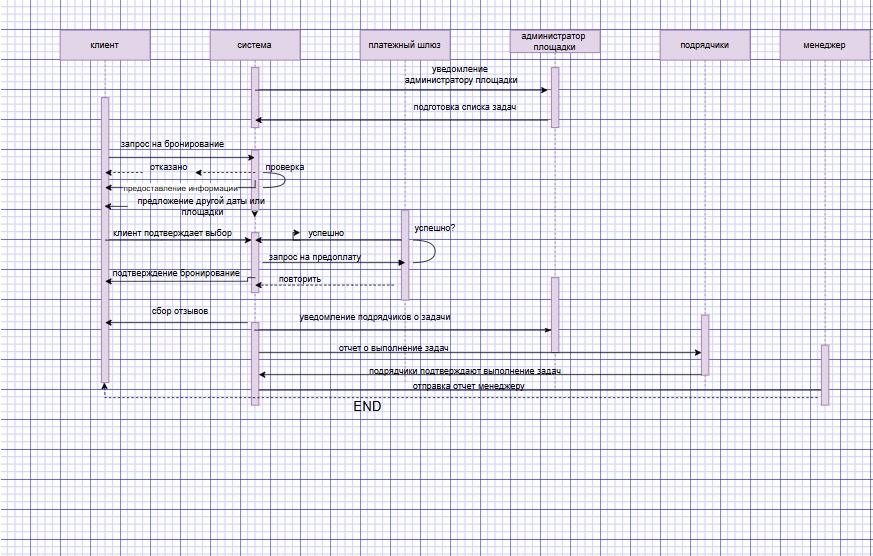 клиент
система
платежный шлюз
администратор
площадки
подрядчики
менеджер
уведомление
администратору площадки
подготовка списка задач
запрос на бронирование
отказано
проверка
предоставление информации
предложение другой даты или
площадки
клиент подтверждает выбор
успешно
успешно?
запрос на предоплату
подтверждение бронирование
повторить
сбор отзывов
уведомление подрядчиков о задачи
отчет о выполнение задач
подрядчики подтверждают выполнение задач
отправка отчет менеджеру
END